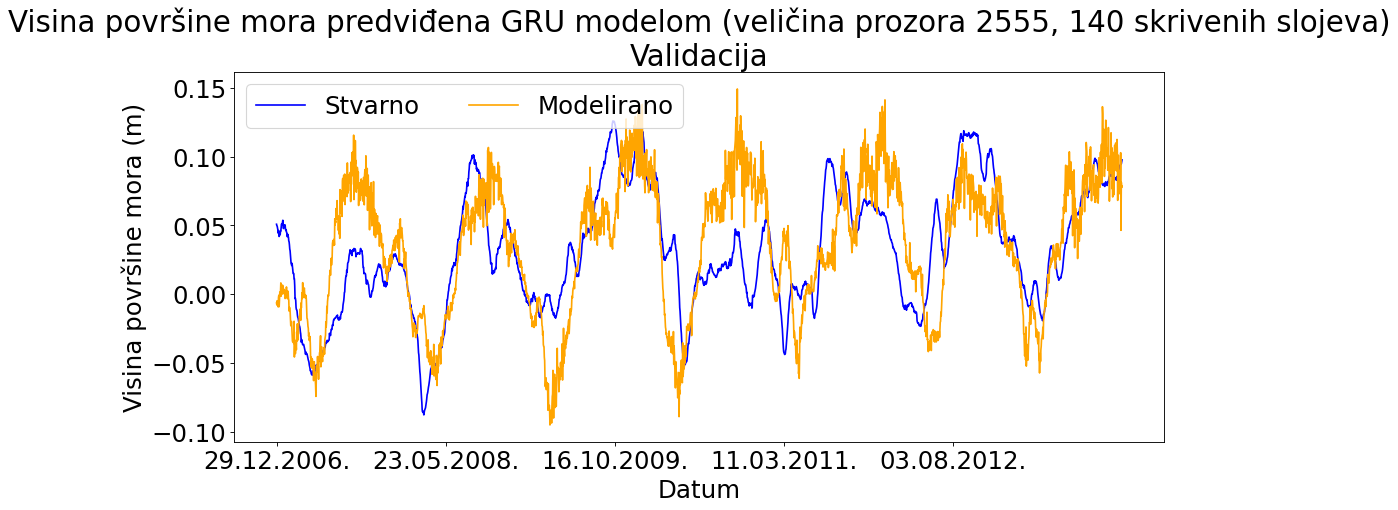 Visina površine mora predviđena GRU modelom (veličina prozora 2555, 140 skrivenih slojeva)
Validacija
Stvarno Modelirano
Visina površine mora (m)
0.15
0.10
0.05
0.00
−0.05
−0.10
29.12.2006. 23.05.2008. 16.10.2009. 11.03.2011. 03.08.2012.
Datum